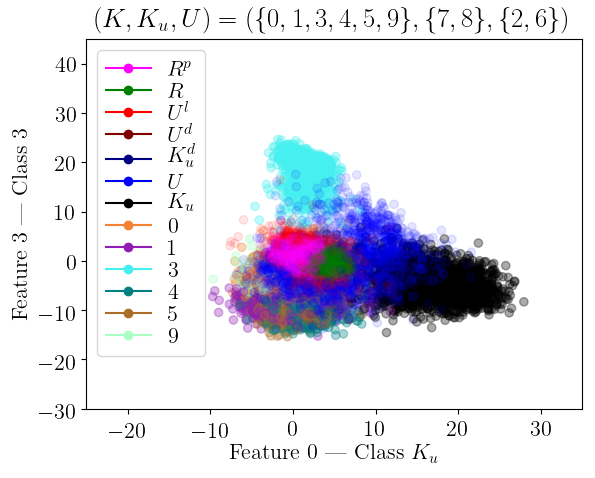 (K, K_u, U) = ({0, 1, 3, 4, 5, 9}, {7, 8}, {2, 6})
R^p
R
U^l
U^d
K_u^d
U
K_u
0
1
3
4
5
9
Feature 3 — Class 3
40
30
20
10
0
−10
−20
−30
−20
−10
0
10
20
30
Feature 0 — Class K_u